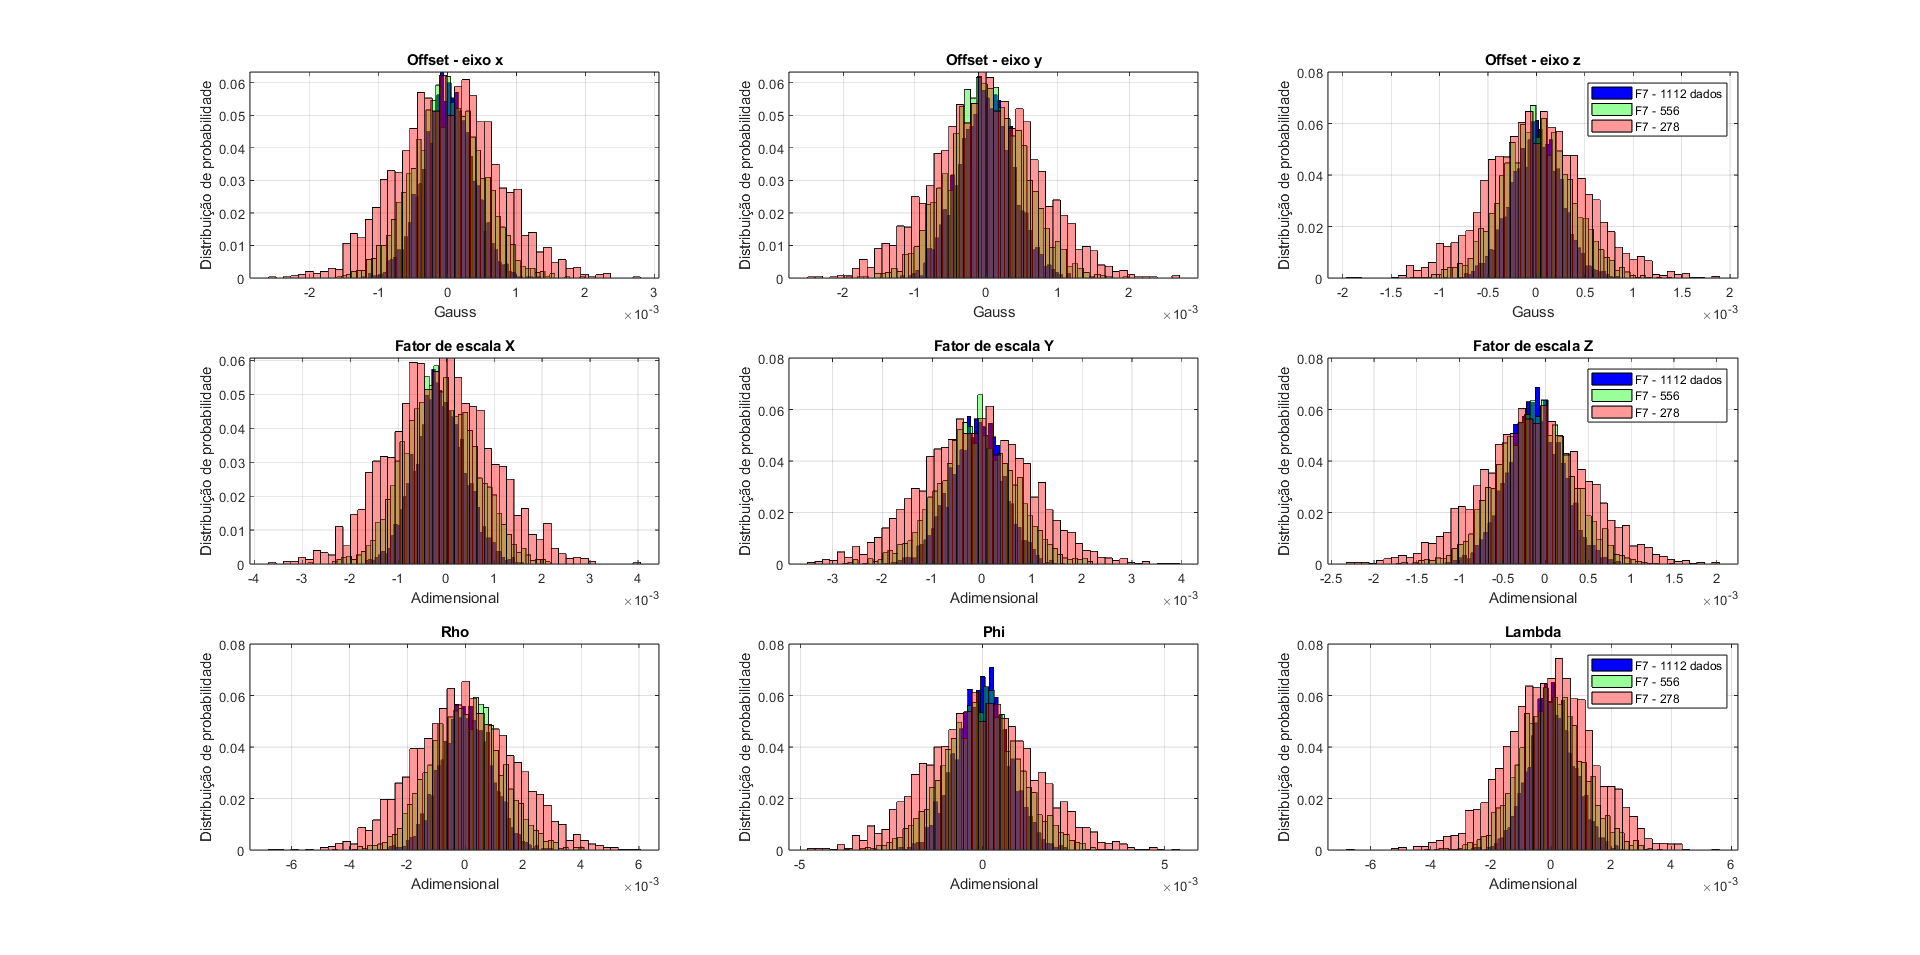 Offset - eixo x
Distribuição de probabilidade
0.06
0.05
0.04
0.03
0.02
0.01
0
-2 -1 0 1 2 3
Gauss
×10-3
Offset - eixo y
Distribuição de probabilidade
0.06
0.05
0.04
0.03
0.02
0.01
0
-2 -1 0 1 2
Gauss
×10-3
Offset - eixo z
Distribuição de probabilidade
0.08
0.06
0.04
0.02
0
F7 - 1112 dados
F7 - 556
F7 - 278
-2 -1.5 -1 -0.5 0 0.5 1 1.5 2
Gauss
×10-3
Fator de escala X
Distribuição de probabilidade
0.06
0.05
0.04
0.03
0.02
0.01
0
-4 -3 -2 -1 0 1 2 3 4
Adimensional
×10-3
Fator de escala Y
Distribuição de probabilidade
0.08
0.06
0.04
0.02
0
-3 -2 -1 0 1 2 3 4
Adimensional
×10-3
Fator de escala Z
Distribuição de probabilidade
0.08
0.06
0.04
0.02
0
F7 - 1112 dados
F7 - 556
F7 - 278
-2.5 -2 -1.5 -1 -0.5 0 0.5 1 1.5 2
Adimensional
×10-3
Rho
Distribuição de probabilidade
0.08
0.06
0.04
0.02
0
-6 -4 -2 0 2 4 6
Adimensional
×10-3
Phi
Distribuição de probabilidade
0.08
0.06
0.04
0.02
0
-5 0 5
Adimensional
×10-3
Lambda
Distribuição de probabilidade
0.08
0.06
0.04
0.02
0
F7 - 1112 dados
F7 - 556
F7 - 278
-6 -4 -2 0 2 4 6
Adimensional
×10-3